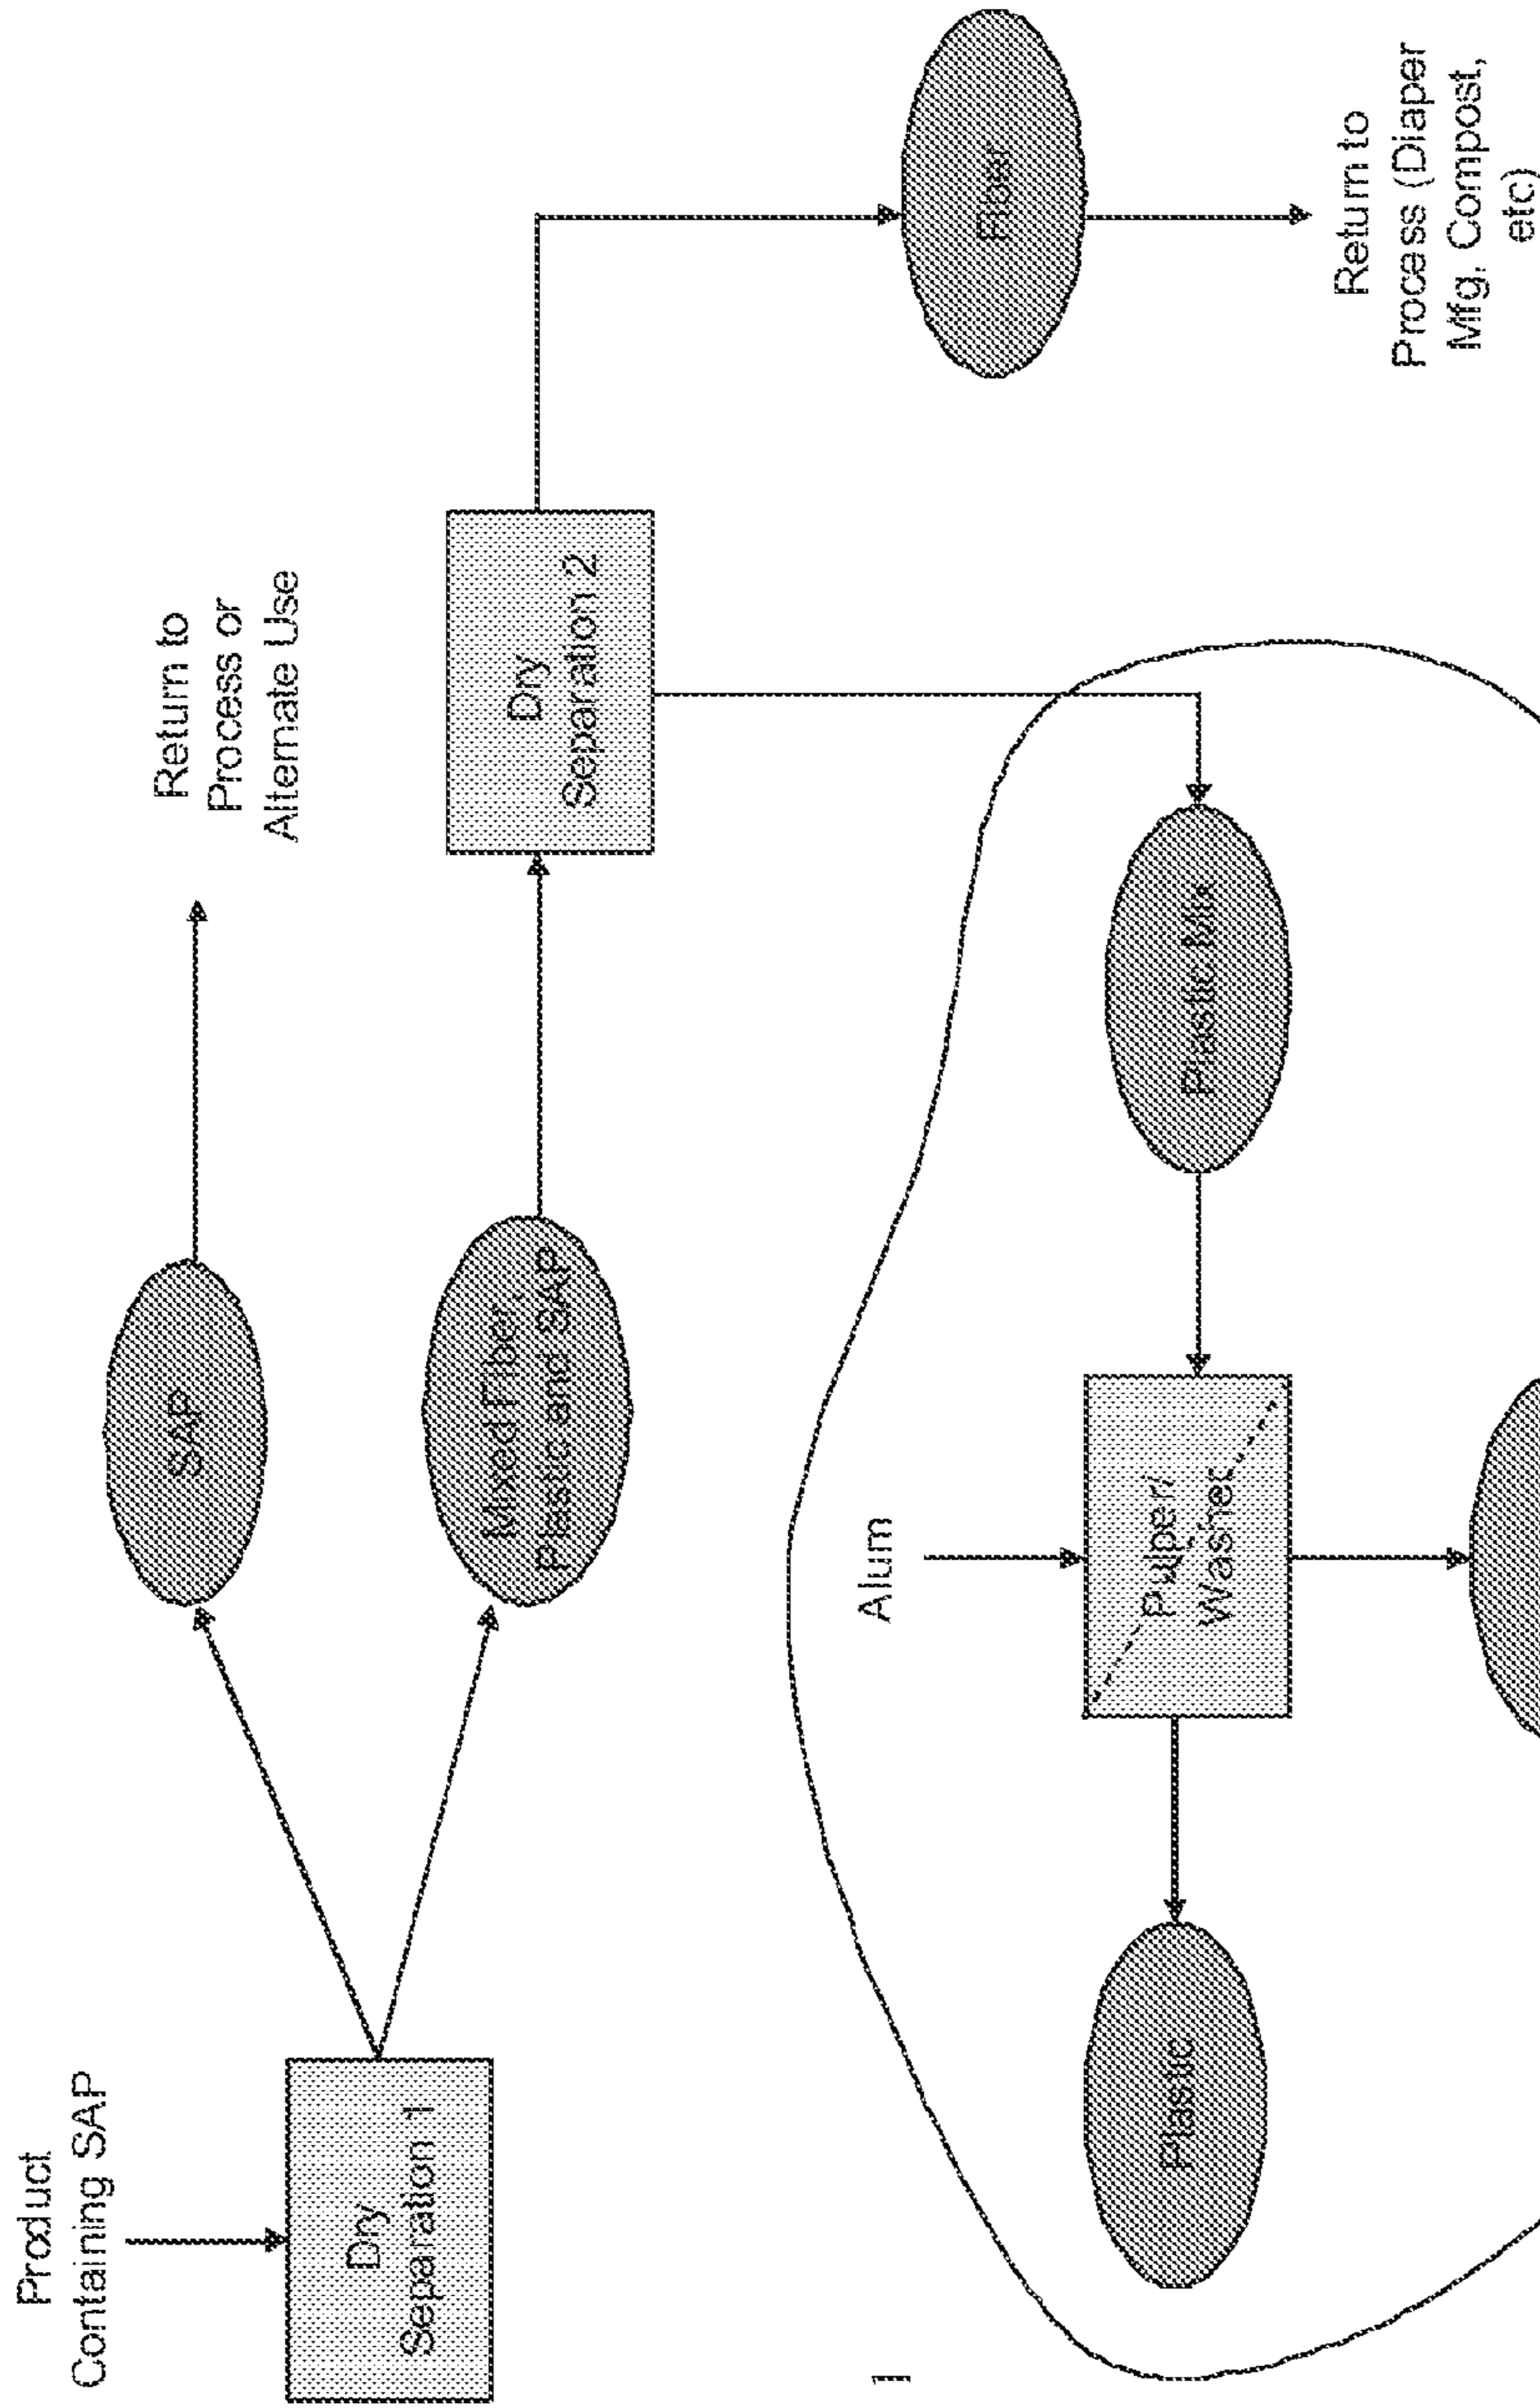 Product
Containing SAP
Dry
Separation 1
SAP
Return to
Process or
Alternate Use
Mixed Fiber,
Plastic and SAP
Dry
Separation 2
Fiber
Return to
Process (Diaper
Mfg, Compost,
etc)
Alum
Plastic Mix
Pulper/
Washer
Plastic